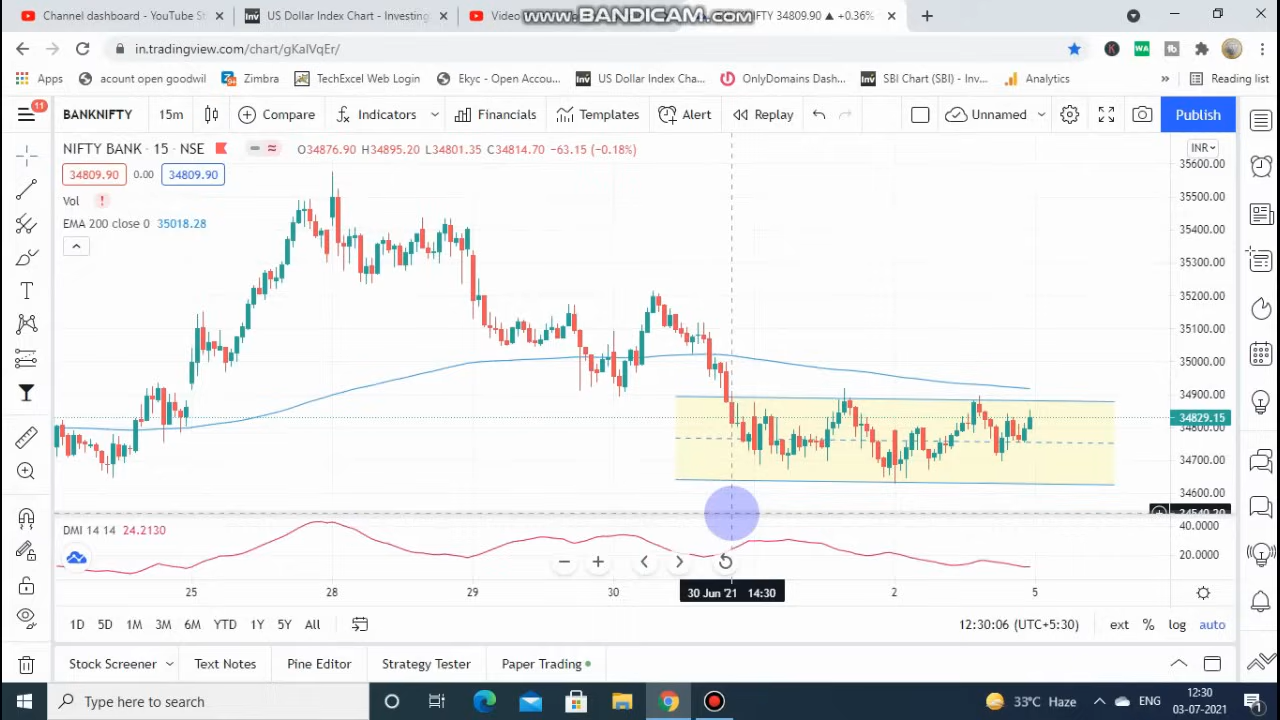 Channel dashboard - YouTube St
US Dollar Index Chart - Investing
Video
www.BANDICAM.com
NIFTY 34809.90 ▲ +0.36%
in.tradingview.com/chart/gKaIVqEr/
Apps
acount open goodwil
Zimbra
TechExcel Web Login
Ekyc - Open Accou...
US Dollar Index Cha...
OnlyDomains Dash...
SBI Chart (SBI) - Inv...
Analytics
»
Reading list
11
BANKNIFTY
15m
Compare
Indicators
Financials
Templates
Alert
Replay
Unnamed
Publish
NIFTY BANK · 15 · NSE
O34876.90 H34895.20 L34801.35 C34814.70 −63.15 (−0.18%)
INR
34809.90
0.00
34809.90
Vol
EMA 200 close 0 35018.28
35600.00
35500.00
35400.00
35300.00
35200.00
35100.00
35000.00
34900.00
34829.15
34800.00
34700.00
34600.00
34540.20
DMI 14 14 24.2130
40.0000
20.0000
25
28
29
30
30 Jun '21 14:30
2
5
1D
5D
1M
3M
6M
YTD
1Y
5Y
All
12:30:06 (UTC+5:30)
ext
%
log
auto
Stock Screener
Text Notes
Pine Editor
Strategy Tester
Paper Trading
Type here to search
33°C Haze
ENG
12:30
03-07-2021
1